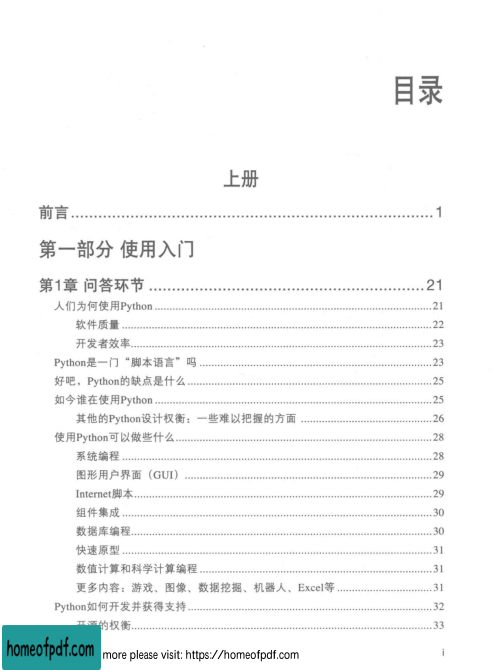 目录
上册
前言 1
第一部分 使用入门
第1章 问答环节 21
人们为何使用Python 21
软件质量 22
开发者效率 23
Python是一门“脚本语言”吗 23
好吧，Python的缺点是什么 25
如今谁在使用Python 25
其他的Python设计权衡：一些难以把握的方面 26
使用Python可以做些什么 28
系统编程 28
图形用户界面（GUI） 29
Internet脚本 29
组件集成 30
数据库编程 30
快速原型 31
数值计算和科学计算编程 31
更多内容：游戏、图像、数据挖掘、机器人、Excel等 31
Python如何开发并获得支持 32
开源的权衡 33
homeofpdf.com more please visit: https://homeofpdf.com i